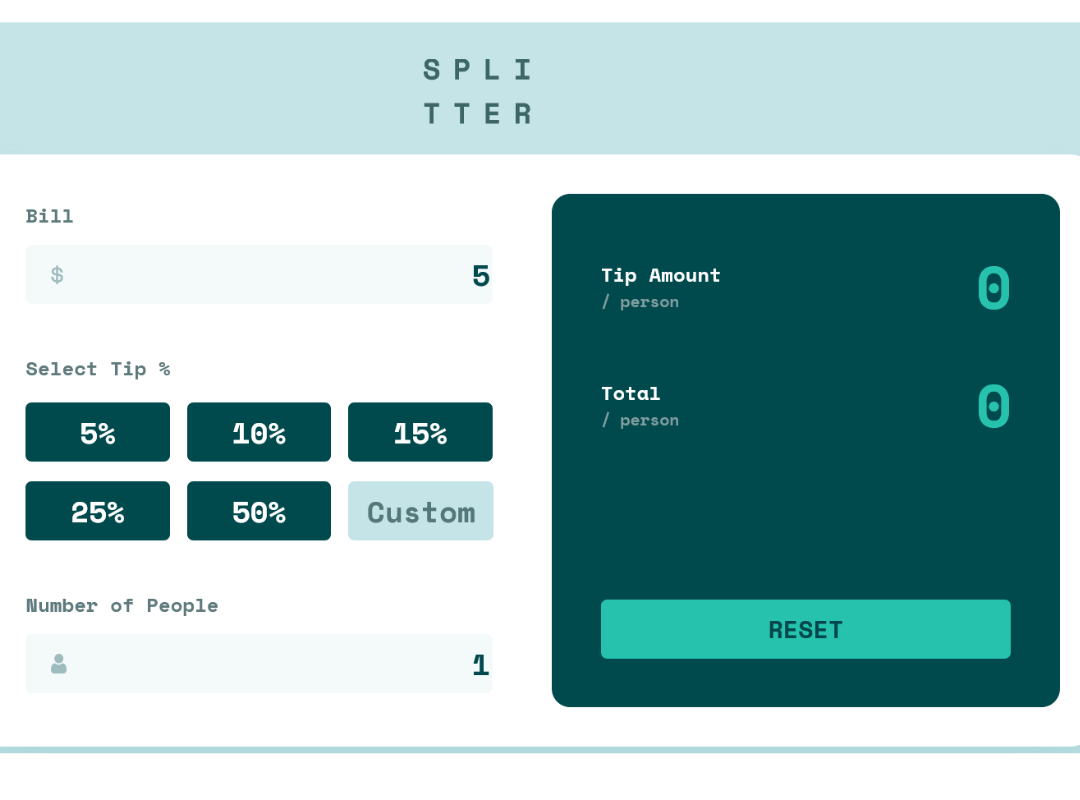 SPLI
TTER
Bill
$ 5
Select Tip %
5% 10% 15%
25% 50% Custom
Number of People
1
Tip Amount
/ person
0
Total
/ person
0
RESET